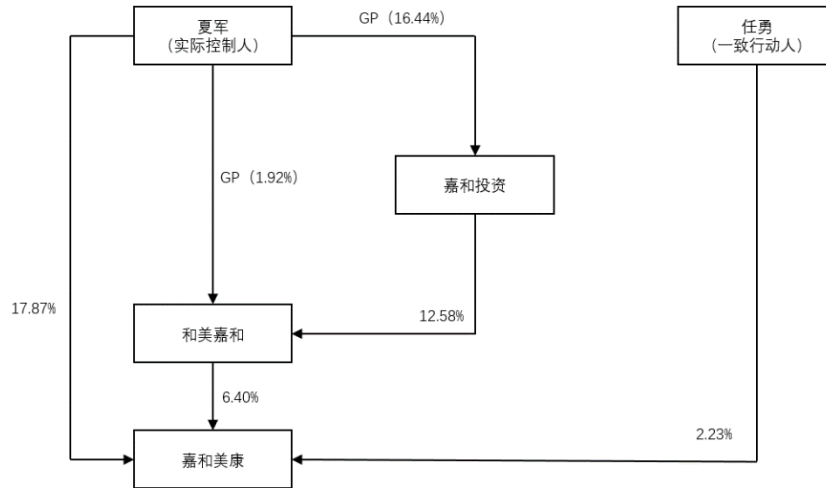 夏军
（实际控制人）
GP（16.44%）
任勇
（一致行动人）
GP（1.92%）
嘉和投资
17.87%
和美嘉和
12.58%
6.40%
嘉和美康
2.23%